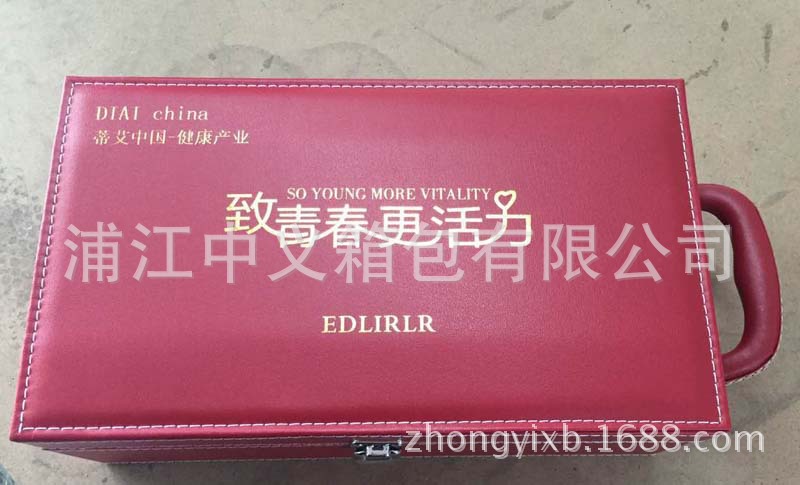 DIAI china
蒂艾中国-健康产业
SO YOUNG MORE VITALITY
致青春更活力
浦江中文箱包有限公司
EDLIRLR
zhongyixb.1688.com